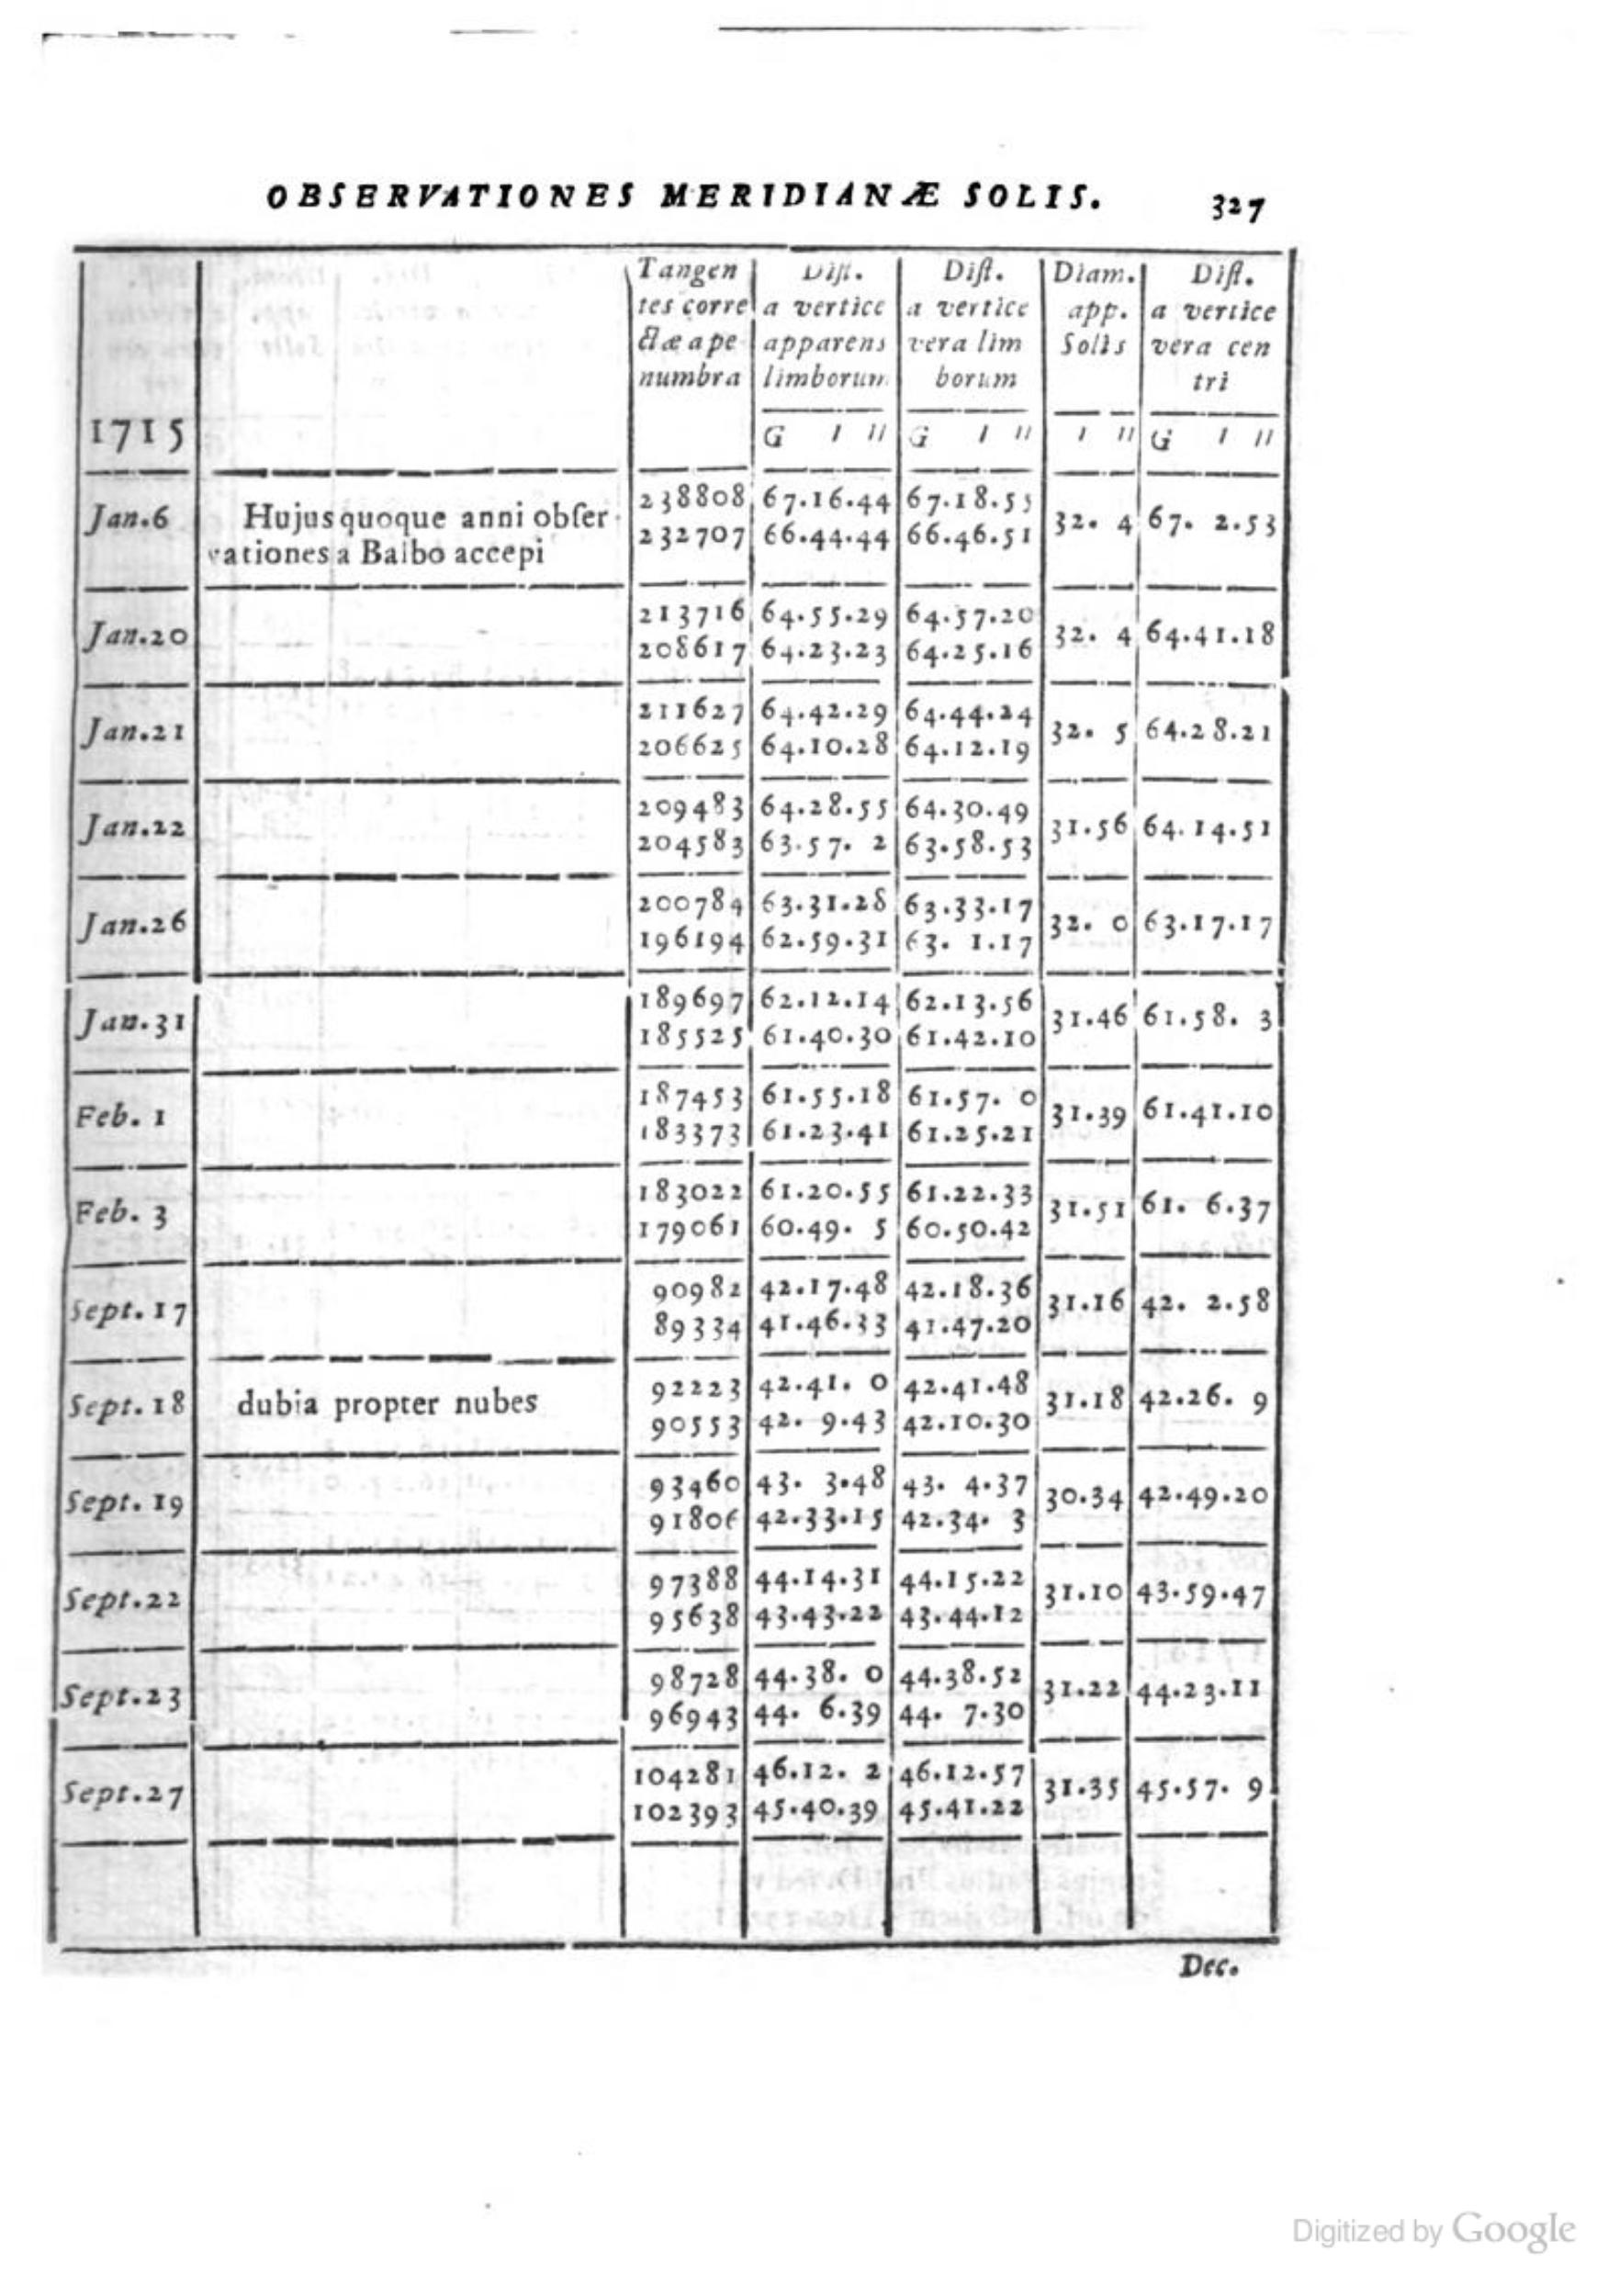 OBSERVATIONES MERIDIANÆ SOLIS. 327
Tangen Dist. Dist. Diam. Dist.
tes corre a vertice a vertice app. a vertice
ctæ a pe apparens vera lim Solis vera cen
numbra limborum borum tri
1715 G I II G I II I II G I II
238808 67.16.44 67.18.55
Jan.6 Hujus quoque anni obser 32. 4 67. 2.53
232707 66.44.44 66.46.51
vationes a Balbo accepi
213716 64.55.29 64.57.20
Jan.20 32. 4 64.41.18
208617 64.23.23 64.25.16
211627 64.42.29 64.44.24
Jan.21 32. 5 64.28.21
206625 64.10.28 64.12.19
209483 64.28.55 64.30.49
Jan.22 31.56 64.14.51
204583 63.57. 2 63.58.53
200784 63.31.28 63.33.17
Jan.26 32. 0 63.17.17
196194 62.59.31 63. 1.17
189697 62.12.14 62.13.56
Jan.31 31.46 61.58. 3
185525 61.40.30 61.42.10
187453 61.55.18 61.57. 0
Feb. 1 31.39 61.41.10
183373 61.23.41 61.25.21
183022 61.20.55 61.22.33
Feb. 3 31.51 61. 6.37
179061 60.49. 5 60.50.42
90982 42.17.48 42.18.36
Sept. 17 31.16 42. 2.58
89334 41.46.33 41.47.20
92223 42.41. 0 42.41.48
Sept. 18 dubia propter nubes 31.18 42.26. 9
90553 42. 9.43 42.10.30
93460 43. 3.48 43. 4.37
Sept. 19 30.34 42.49.20
91806 42.33.15 42.34. 3
97388 44.14.31 44.15.22
Sept.22 31.10 43.59.47
95638 43.43.22 43.44.12
98728 44.38. 0 44.38.52
Sept.23 31.22 44.23.11
96943 44. 6.39 44. 7.30
104281 46.12. 2 46.12.57
Sept.27 31.35 45.57. 9
102393 45.40.39 45.41.22
Dec.
Digitized by Google